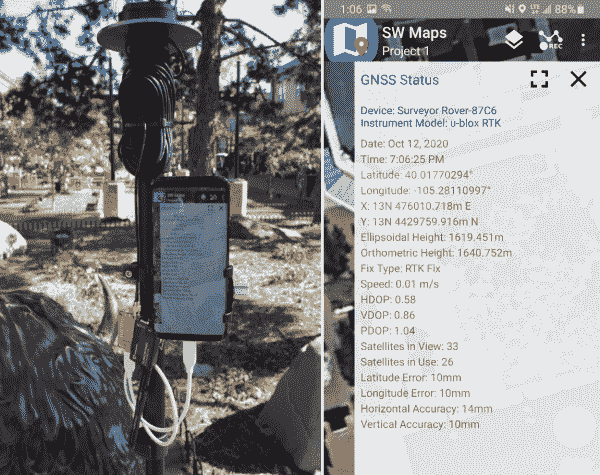 1:06
88%
SW Maps
Project 1
REC
GNSS Status
Device: Surveyor Rover-87C6
Instrument Model: u-blox RTK
Date: Oct 12, 2020
Time: 7:06:25 PM
Latitude: 40.01770294°
Longitude: -105.28110997°
X: 13N 476010.718m E
Y: 13N 4429759.916m N
Ellipsoidal Height: 1619.451m
Orthometric Height: 1640.752m
Fix Type: RTK Fix
Speed: 0.01 m/s
HDOP: 0.58
VDOP: 0.86
PDOP: 1.04
Satellites in View: 33
Satellites in Use: 26
Latitude Error: 10mm
Longitude Error: 10mm
Horizontal Accuracy: 14mm
Vertical Accuracy: 10mm